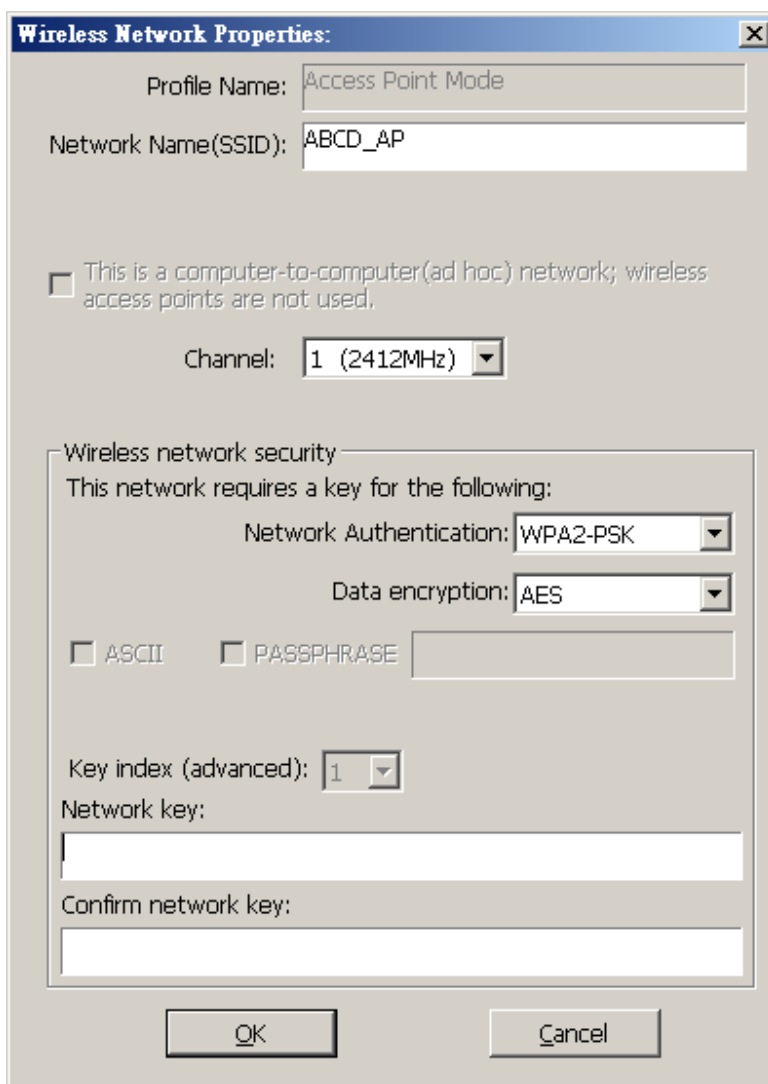 Wireless Network Properties:
Profile Name: Access Point Mode
Network Name(SSID): ABCD_AP
This is a computer-to-computer(ad hoc) network; wireless
access points are not used.
Channel: 1 (2412MHz)
Wireless network security
This network requires a key for the following:
Network Authentication: WPA2-PSK
Data encryption: AES
ASCII PASSPHRASE
Key index (advanced): 1
Network key:
Confirm network key:
OK Cancel